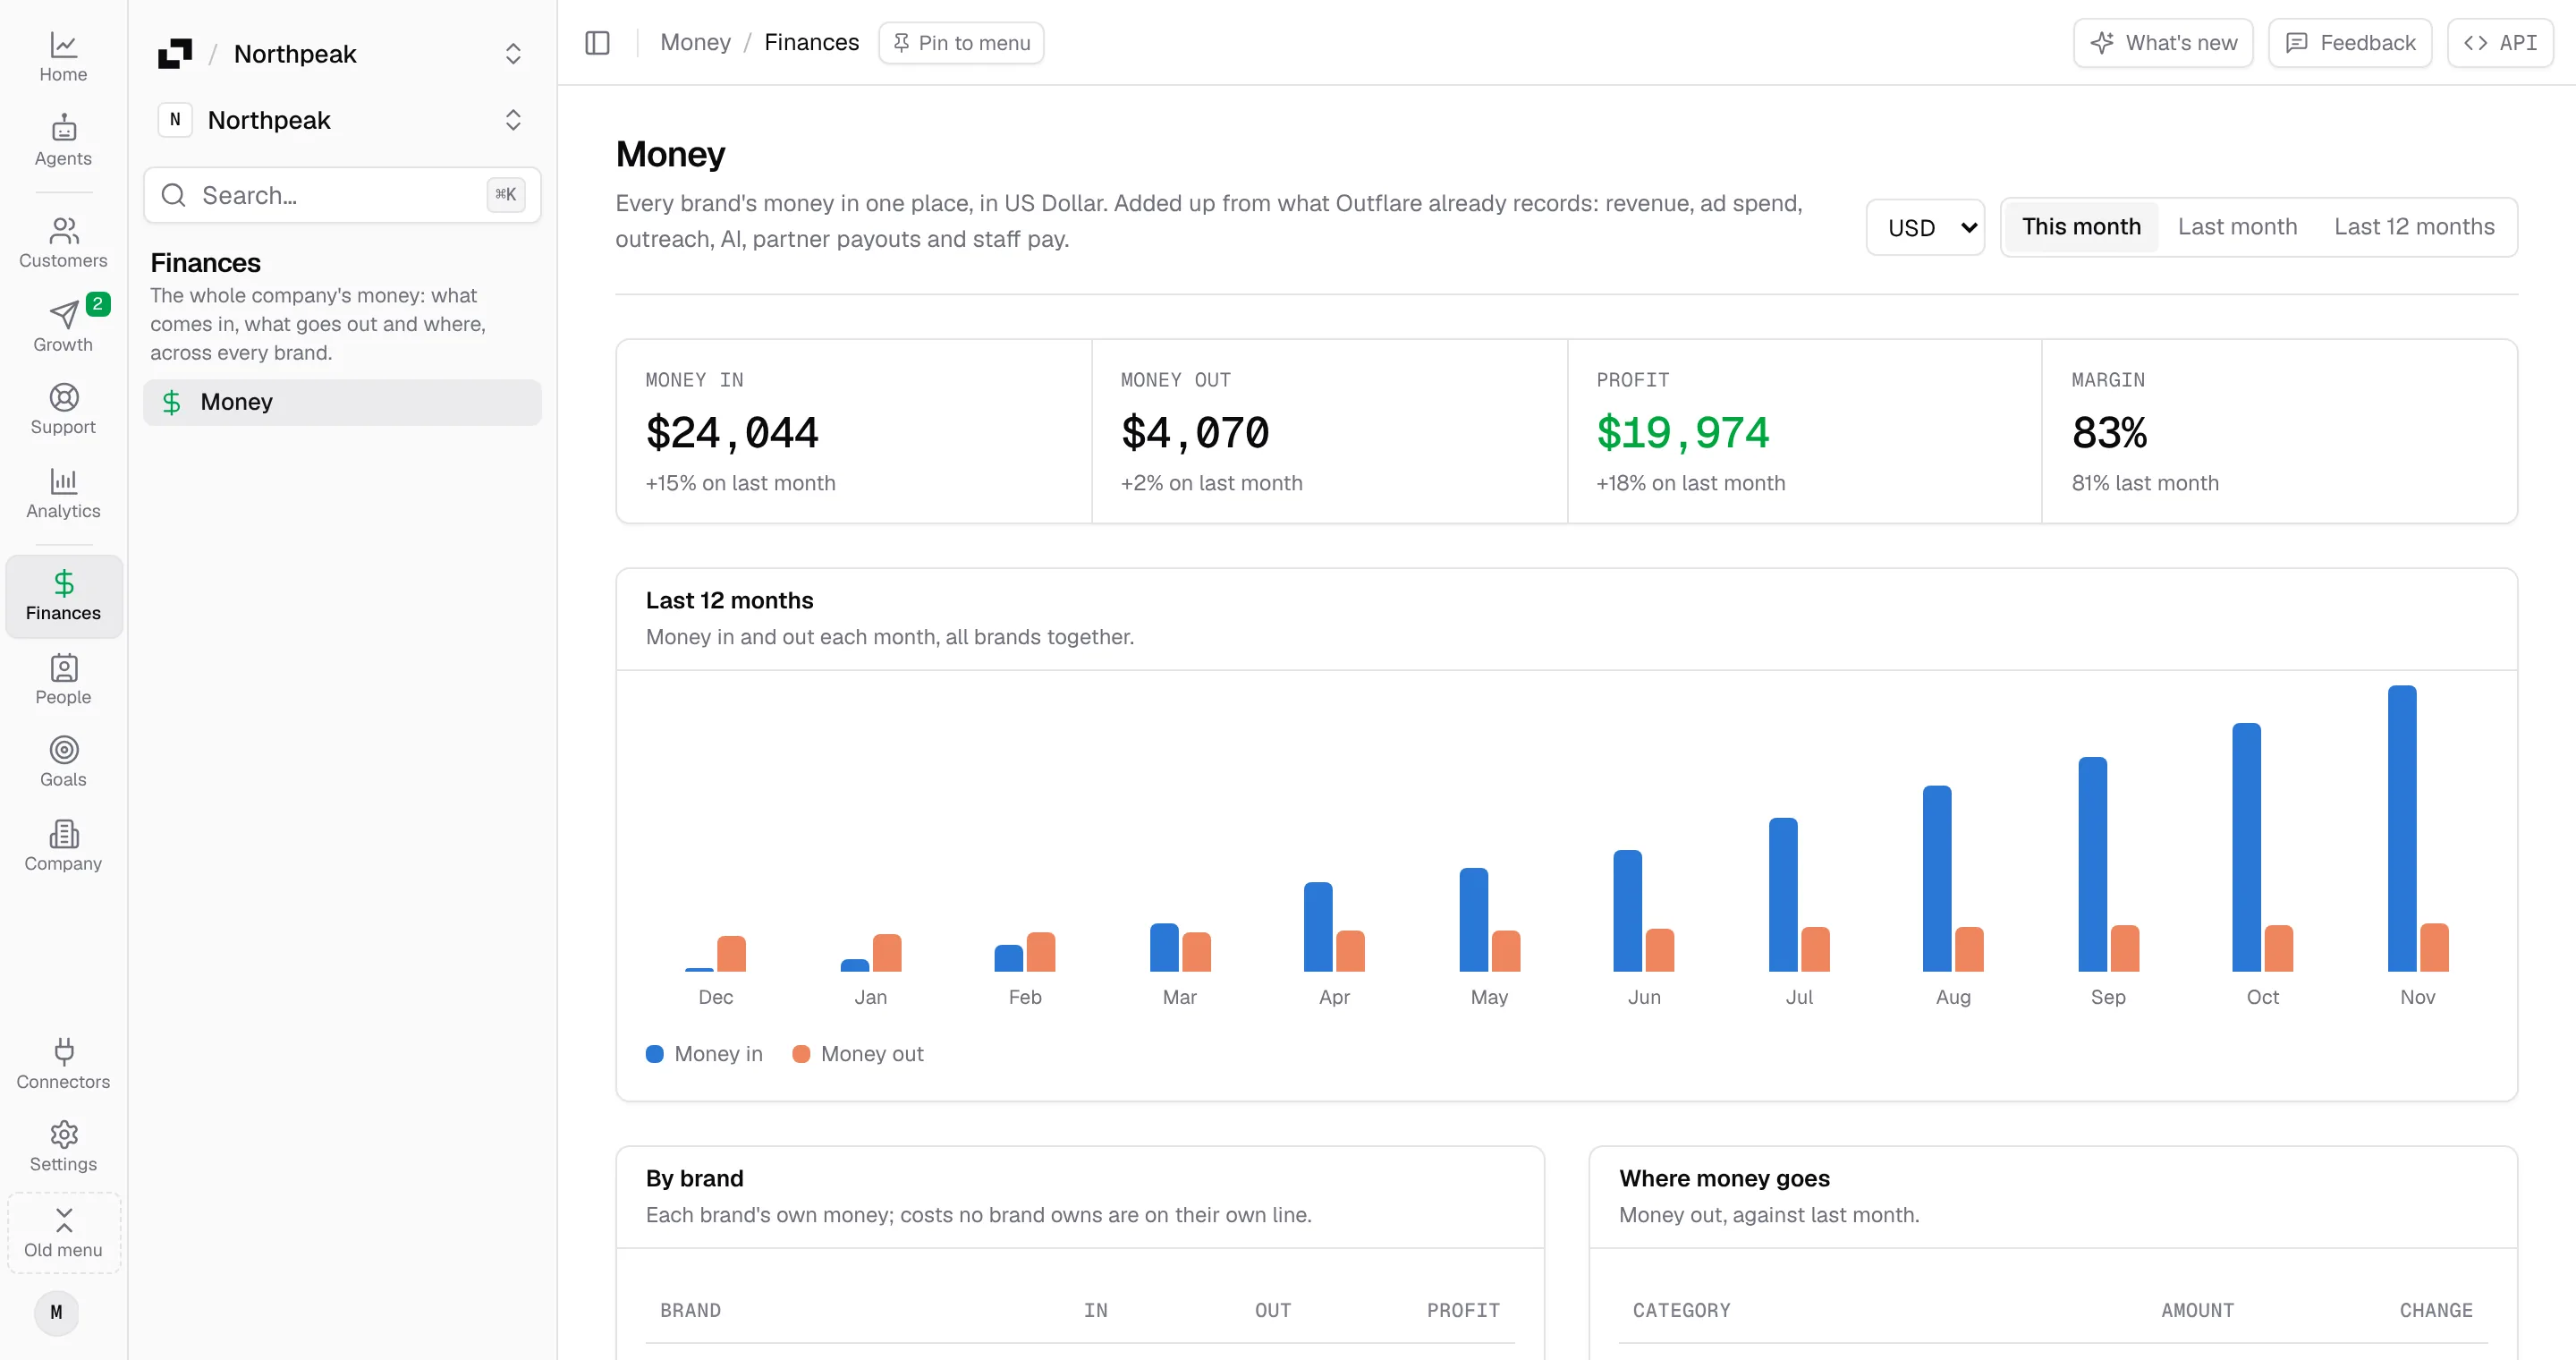 Home
Agents
Customers
2
Growth
Support
Analytics
Finances
People
Goals
Company
Connectors
Settings
Old menu
M
/ Northpeak
N Northpeak
Search... ⌘K
Finances
The whole company's money: what
comes in, what goes out and where,
across every brand.
Money
Money / Finances Pin to menu
What's new Feedback API
Money
Every brand's money in one place, in US Dollar. Added up from what Outflare already records: revenue, ad spend,
outreach, AI, partner payouts and staff pay.
USD This month Last month Last 12 months
MONEY IN
$24,044
+15% on last month
MONEY OUT
$4,070
+2% on last month
PROFIT
$19,974
+18% on last month
MARGIN
83%
81% last month
Last 12 months
Money in and out each month, all brands together.
Dec Jan Feb Mar Apr May Jun Jul Aug Sep Oct Nov
Money in Money out
By brand
Each brand's own money; costs no brand owns are on their own line.
BRAND IN OUT PROFIT
Where money goes
Money out, against last month.
CATEGORY AMOUNT CHANGE